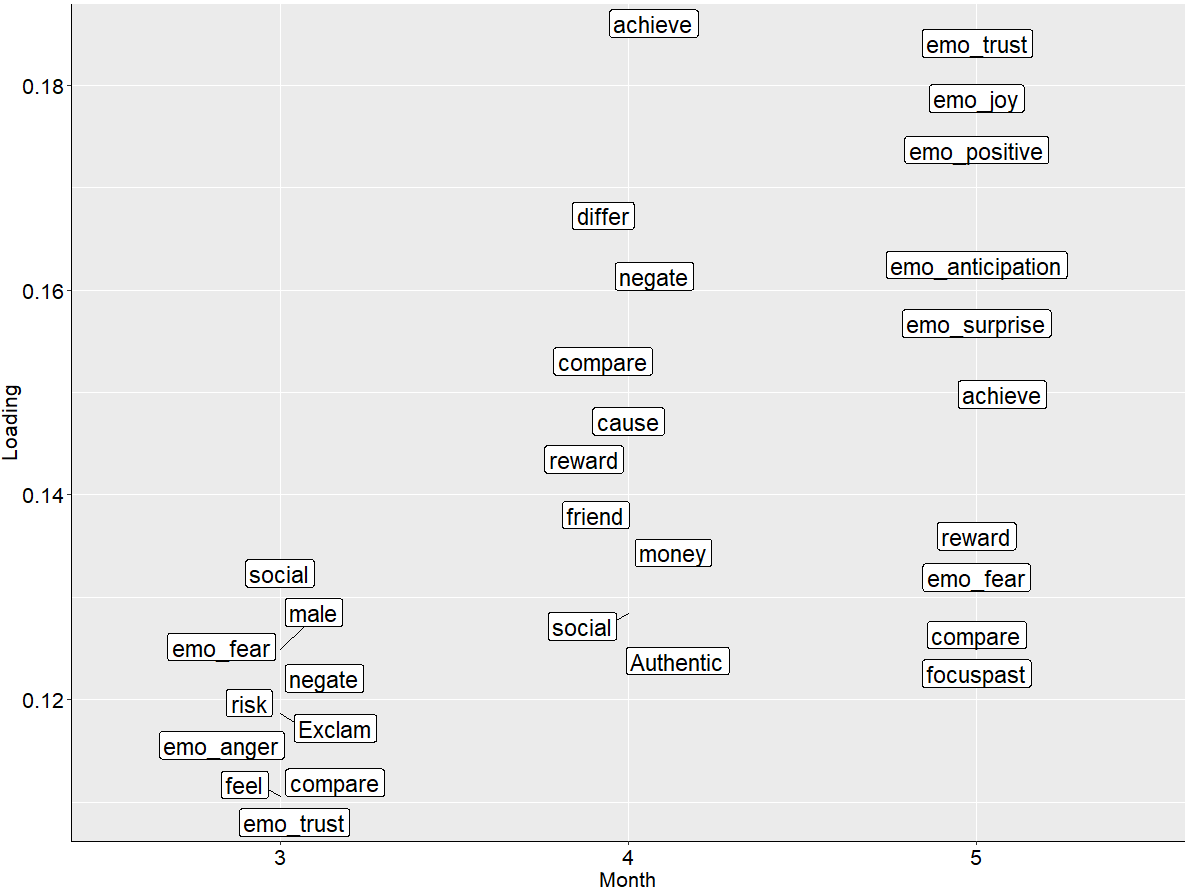 achieve
emo_trust
0.18
emo_joy
emo_positive
differ
negate
emo_anticipation
0.16
emo_surprise
compare
achieve
cause
reward
0.14
friend
reward
money
social
emo_fear
male
social
compare
emo_fear
Authentic
negate
focuspast
0.12
risk
Exclam
emo_anger
feel
compare
emo_trust
Loading
3
4
5
Month